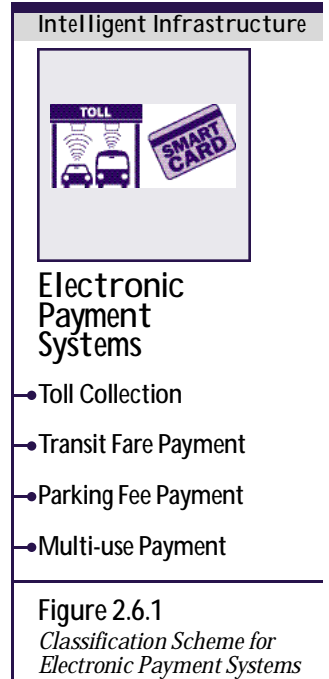 Intelligent Infrastructure
TOLL
SMART
CARD
Electronic
Payment
Systems
Toll Collection
Transit Fare Payment
Parking Fee Payment
Multi-use Payment
Figure 2.6.1
Classification Scheme for
Electronic Payment Systems